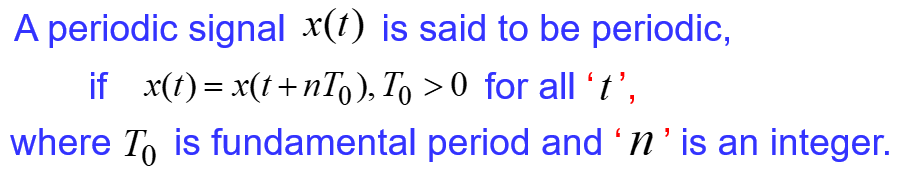 A periodic signal x(t) is said to be periodic,
if x(t) = x(t + nT₀), T₀ > 0 for all ‘t’,
where T₀ is fundamental period and ‘n’ is an integer.